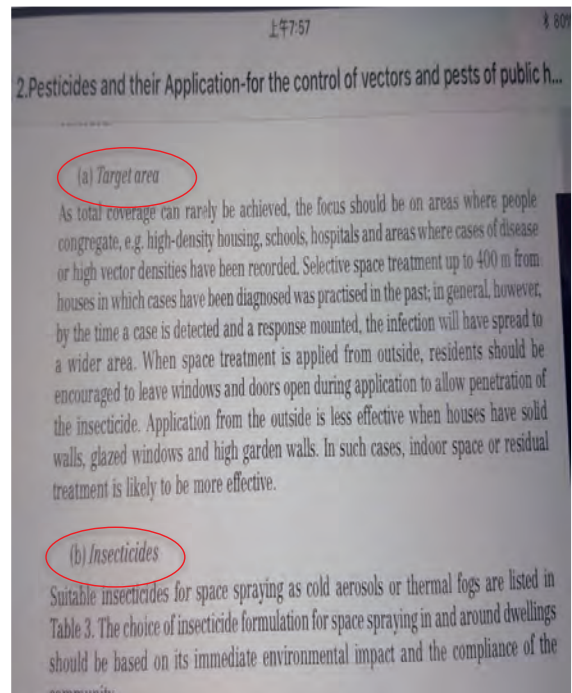 上午7:57
80%
2.Pesticides and their Application-for the control of vectors and pests of public h...
(a) Target area
As total coverage can rarely be achieved, the focus should be on areas where people
congregate, e.g. high-density housing, schools, hospitals and areas where cases of disease
or high vector densities have been recorded. Selective space treatment up to 400 m from
houses in which cases have been diagnosed was practised in the past; in general, however,
by the time a case is detected and a response mounted, the infection will have spread to
a wider area. When space treatment is applied from outside, residents should be
encouraged to leave windows and doors open during application to allow penetration of
the insecticide. Application from the outside is less effective when houses have solid
walls, glazed windows and high garden walls. In such cases, indoor space or residual
treatment is likely to be more effective.
(b) Insecticides
Suitable insecticides for space spraying as cold aerosols or thermal fogs are listed in
Table 3. The choice of insecticide formulation for space spraying in and around dwellings
should be based on its immediate environmental impact and the compliance of the